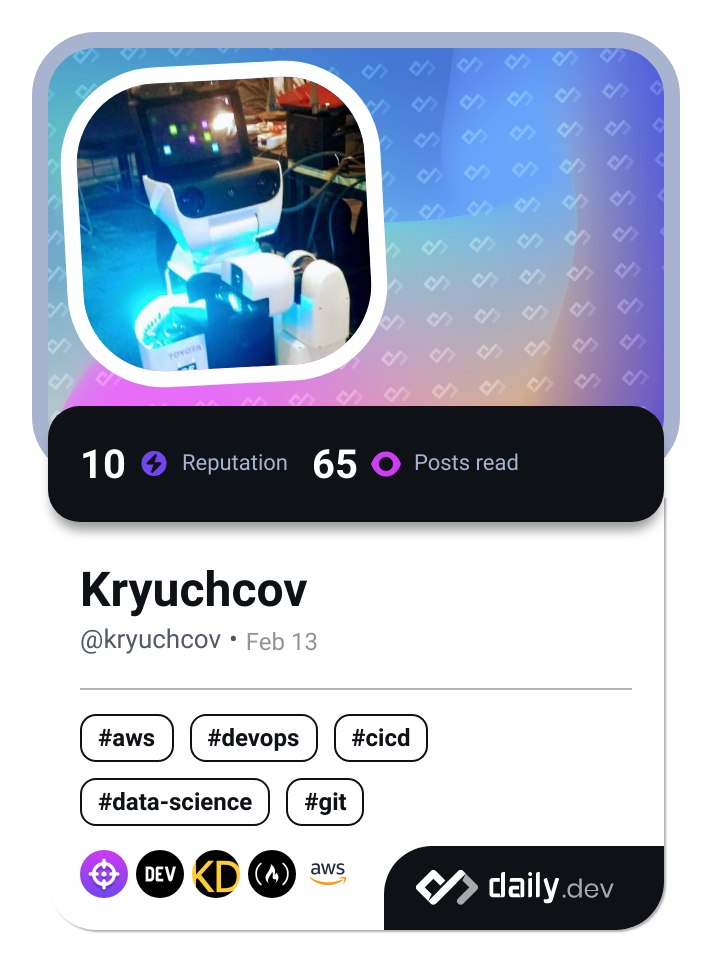 TOYOTA
10 Reputation 65 Posts read
Kryuchcov
@kryuchcov • Feb 13
#aws #devops #cicd
#data-science #git
DEV KD aws
daily.dev